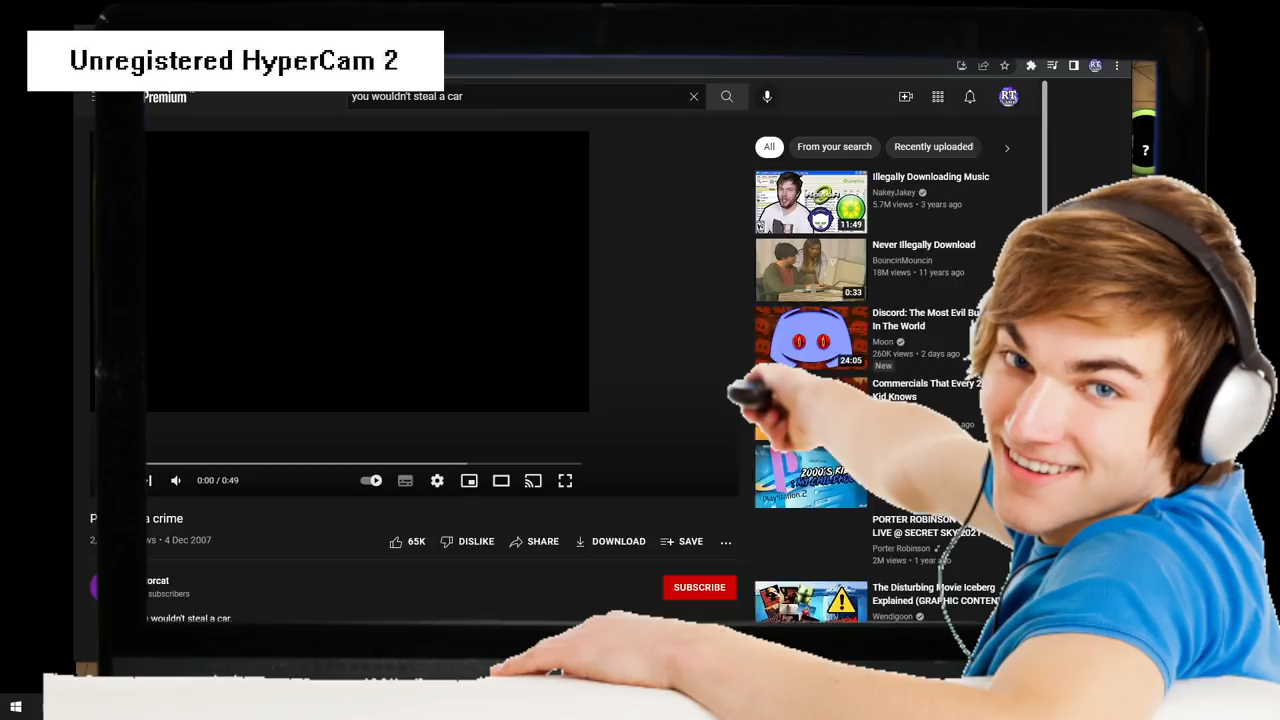 Unregistered HyperCam 2
Premium
you wouldn't steal a car
All
From your search
Recently uploaded
?
Illegally Downloading Music
NakeyJakey
5.7M views • 3 years ago
11:49
Never Illegally Download
BouncinMouncin
18M views • 11 years ago
0:33
Discord: The Most Evil Bu
In The World
Moon
260K views • 2 days ago
New
24:05
Commercials That Every
Kid Knows
2000'S
PlayStation.2
PORTER ROBINSON
LIVE @ SECRET SKY 2021
Porter Robinson
2M views • 1 year
The Disturbing Movie Iceberg
Explained (GRAPHIC CONTEN
Wendigoon
0:00 / 0:49
a crime
4 Dec 2007
65K
DISLIKE
SHARE
DOWNLOAD
SAVE
subscribers
SUBSCRIBE
wouldn't steal a car.